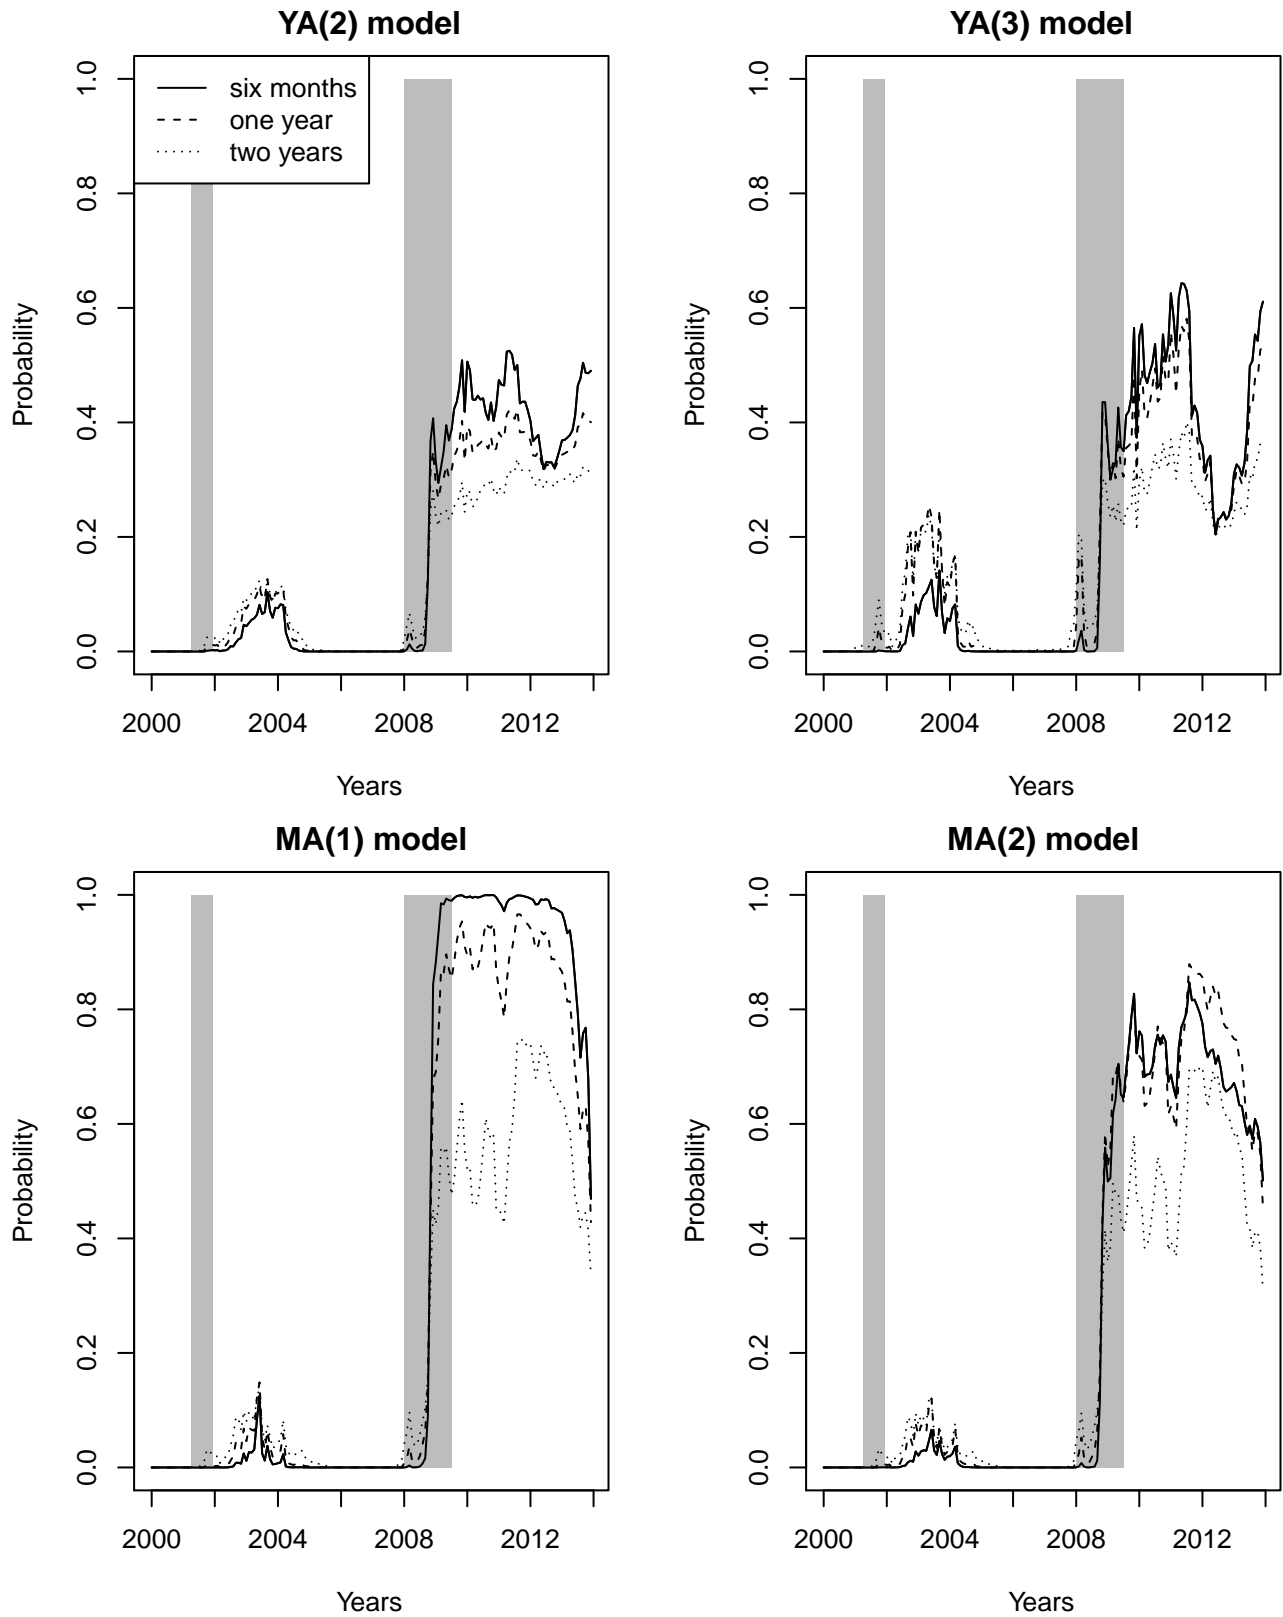 YA(2) model
six months
one year
two years
Probability
0.0 0.2 0.4 0.6 0.8 1.0
2000 2004 2008 2012
Years
YA(3) model
Probability
0.0 0.2 0.4 0.6 0.8 1.0
2000 2004 2008 2012
Years
MA(1) model
Probability
0.0 0.2 0.4 0.6 0.8 1.0
2000 2004 2008 2012
Years
MA(2) model
Probability
0.0 0.2 0.4 0.6 0.8 1.0
2000 2004 2008 2012
Years